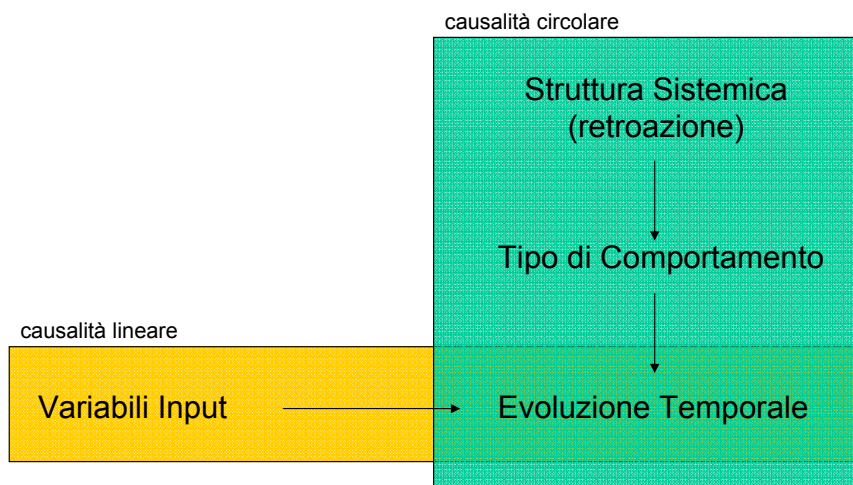 causalità circolare
Struttura Sistemica
(retroazione)
Tipo di Comportamento
causalità lineare
Variabili Input
Evoluzione Temporale